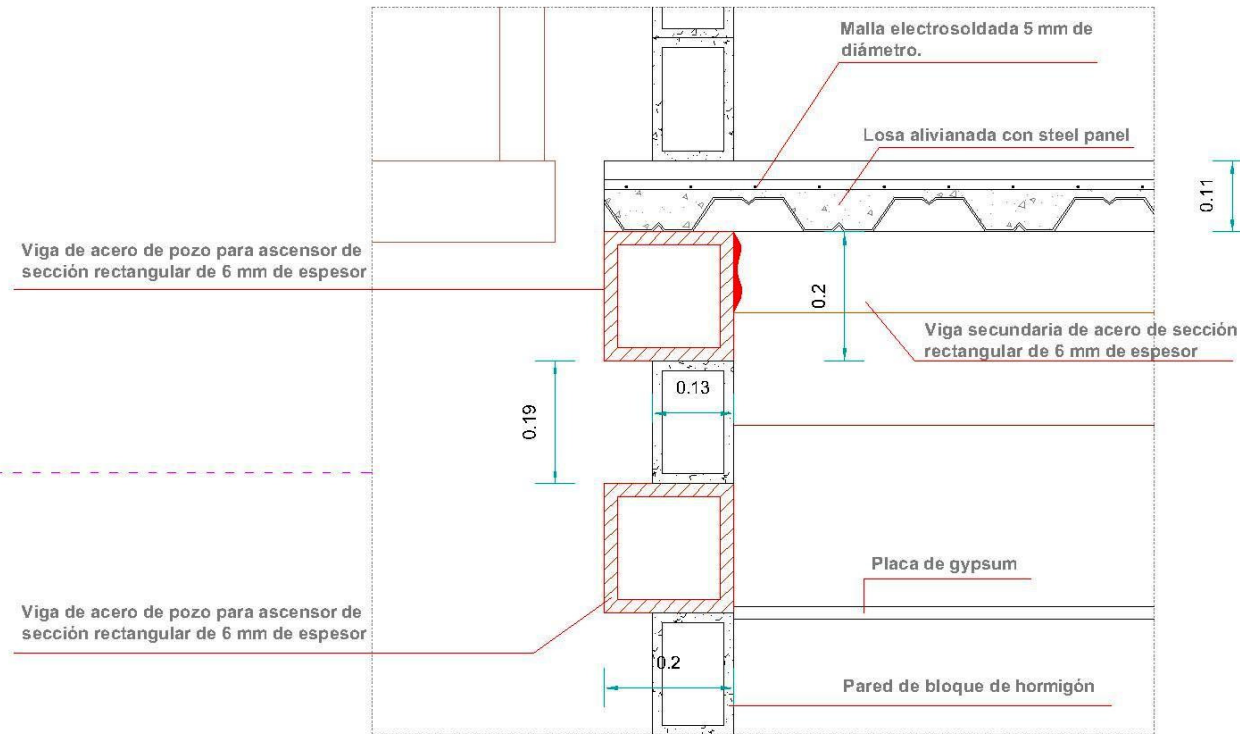 Malla electrosoldada 5 mm de
diámetro.
Losa alivianada con steel panel
0.11
Viga de acero de pozo para ascensor de
sección rectangular de 6 mm de espesor
0.2
Viga secundaria de acero de sección
rectangular de 6 mm de espesor
0.13
0.19
Placa de gypsum
Viga de acero de pozo para ascensor de
sección rectangular de 6 mm de espesor
0.2
Pared de bloque de hormigón